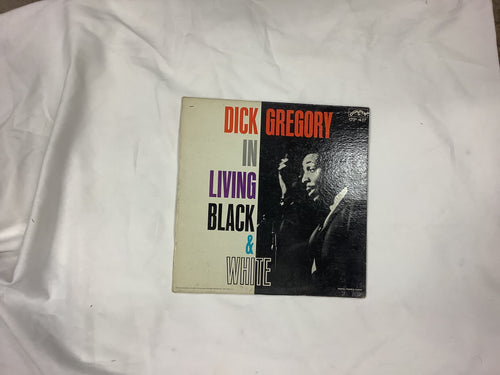 DICK GREGORY
IN
LIVING
BLACK
&
WHITE